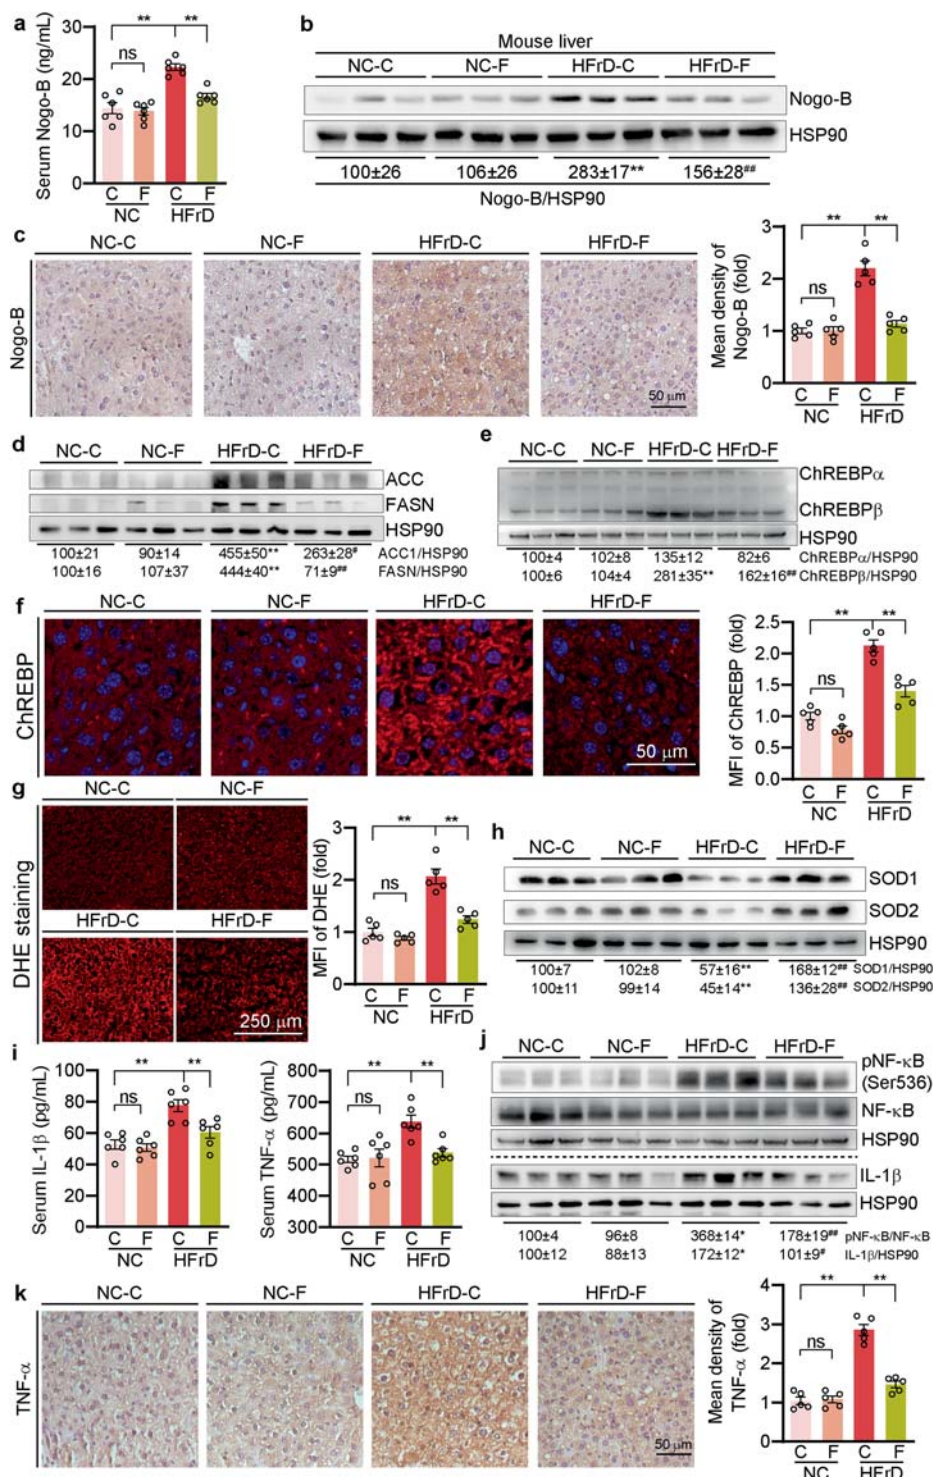 a
Serum Nogo-B (ng/mL)
30
20
10
0
ns
**
**
C F C F
NC HFrD
b
Mouse liver
NC-C NC-F HFrD-C HFrD-F
Nogo-B
HSP90
100±26 106±26 283±17** 156±28##
Nogo-B/HSP90
c
NC-C NC-F HFrD-C HFrD-F
Nogo-B
50 μm
Mean density of
Nogo-B (fold)
3
2
1
0
ns
**
**
C F C F
NC HFrD
d
NC-C NC-F HFrD-C HFrD-F
ACC
FASN
HSP90
100±21 90±14 455±50** 263±28# ACC1/HSP90
100±16 107±37 444±40** 71±9## FASN/HSP90
e
NC-C NC-F HFrD-C HFrD-F
ChREBPα
ChREBPβ
HSP90
100±4 102±8 135±12 82±6 ChREBPα/HSP90
100±6 104±4 281±35** 162±16## ChREBPβ/HSP90
f
NC-C NC-F HFrD-C HFrD-F
ChREBP
50 μm
MFI of ChREBP (fold)
2.5
2.0
1.5
1.0
0.5
0.0
ns
**
**
C F C F
NC HFrD
g
NC-C NC-F
HFrD-C HFrD-F
DHE staining
250 μm
MFI of DHE (fold)
3
2
1
0
ns
**
**
C F C F
NC HFrD
h
NC-C NC-F HFrD-C HFrD-F
SOD1
SOD2
HSP90
100±7 102±8 57±16** 168±12## SOD1/HSP90
100±11 99±14 45±14** 136±28## SOD2/HSP90
i
Serum IL-1β (pg/mL)
100
80
60
40
20
0
ns
**
**
C F C F
NC HFrD
Serum TNF-α (pg/mL)
800
700
600
500
400
300
ns
**
**
C F C F
NC HFrD
j
NC-C NC-F HFrD-C HFrD-F
pNF-κB
(Ser536)
NF-κB
HSP90
IL-1β
HSP90
100±4 96±8 368±14* 178±19## pNF-κB/NF-κB
100±12 88±13 172±12* 101±9# IL-1β/HSP90
k
NC-C NC-F HFrD-C HFrD-F
TNF-α
50 μm
Mean density of
TNF-α (fold)
4
3
2
1
0
ns
**
**
C F C F
NC HFrD